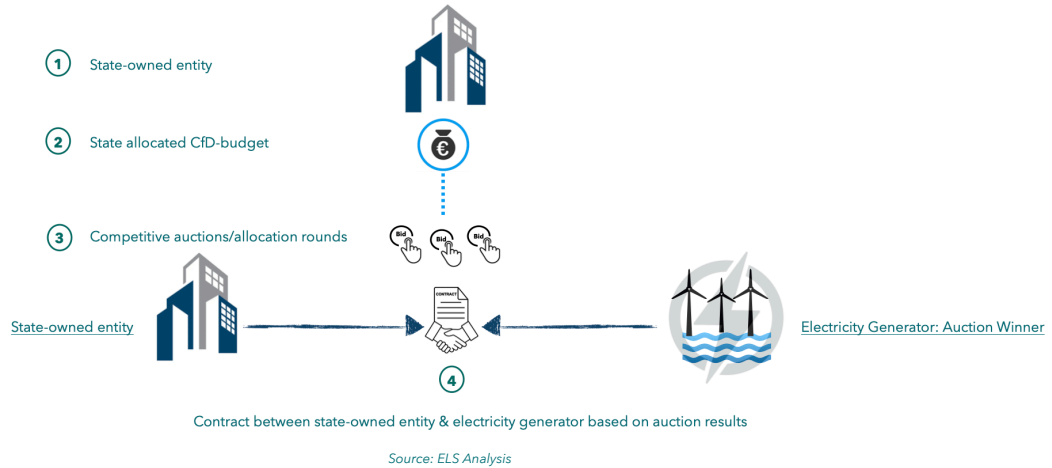 1 State-owned entity
2 State allocated CfD-budget
€
3 Competitive auctions/allocation rounds
Bid Bid Bid
CONTRACT
State-owned entity
Electricity Generator: Auction Winner
4
Contract between state-owned entity & electricity generator based on auction results
Source: ELS Analysis